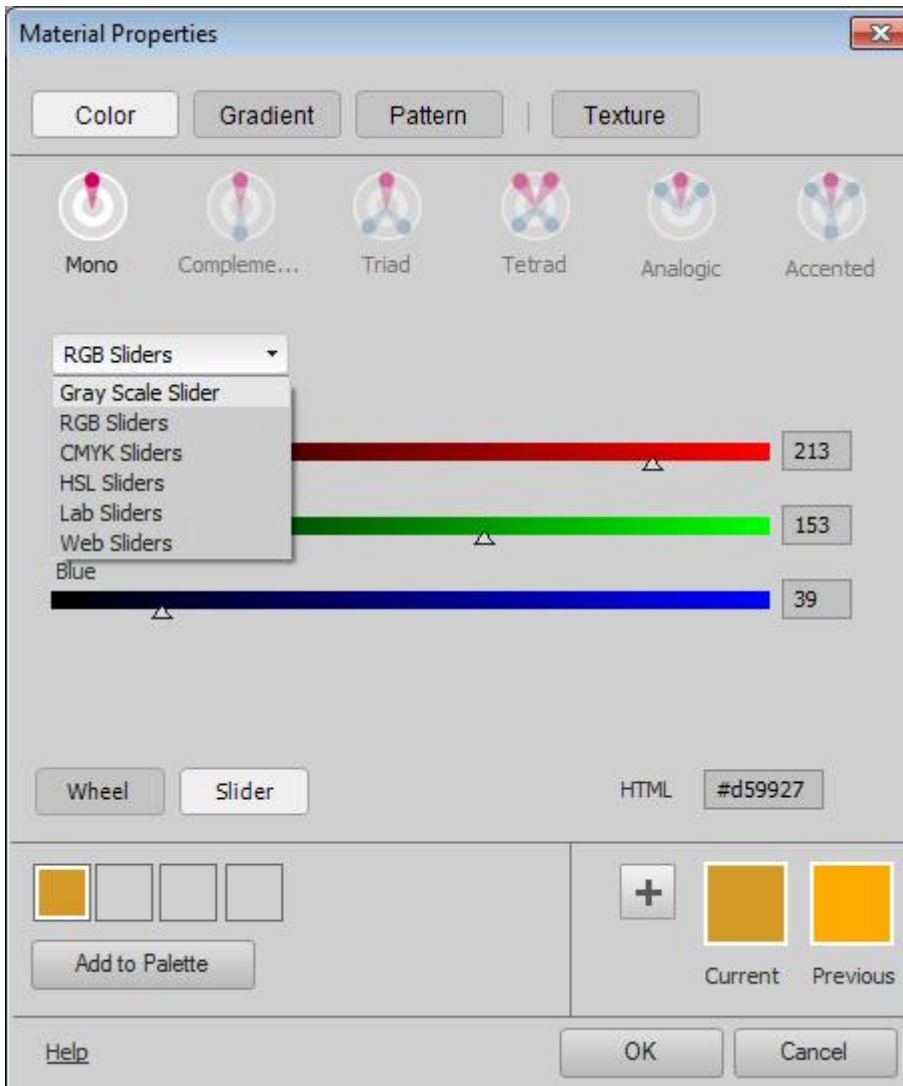 Material Properties
Color Gradient Pattern Texture
Mono Compleme... Triad Tetrad Analogic Accented
RGB Sliders
Gray Scale Slider
RGB Sliders
CMYK Sliders
213
HSL Sliders
Lab Sliders
153
Web Sliders
Blue
39
Wheel Slider HTML #d59927
Add to Palette
Current Previous
Help OK Cancel